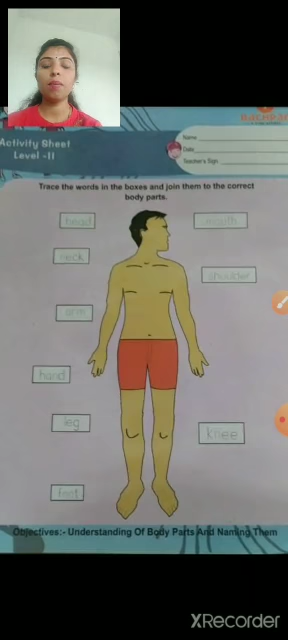 Activity Sheet
Level -II
Name
Date
Teacher's Sign
Trace the words in the boxes and join them to the correct
body parts.
head
mouth
neck
shoulder
arm
hand
leg
knee
foot
Objectives:- Understanding Of Body Parts And Naming Them
XRecorder